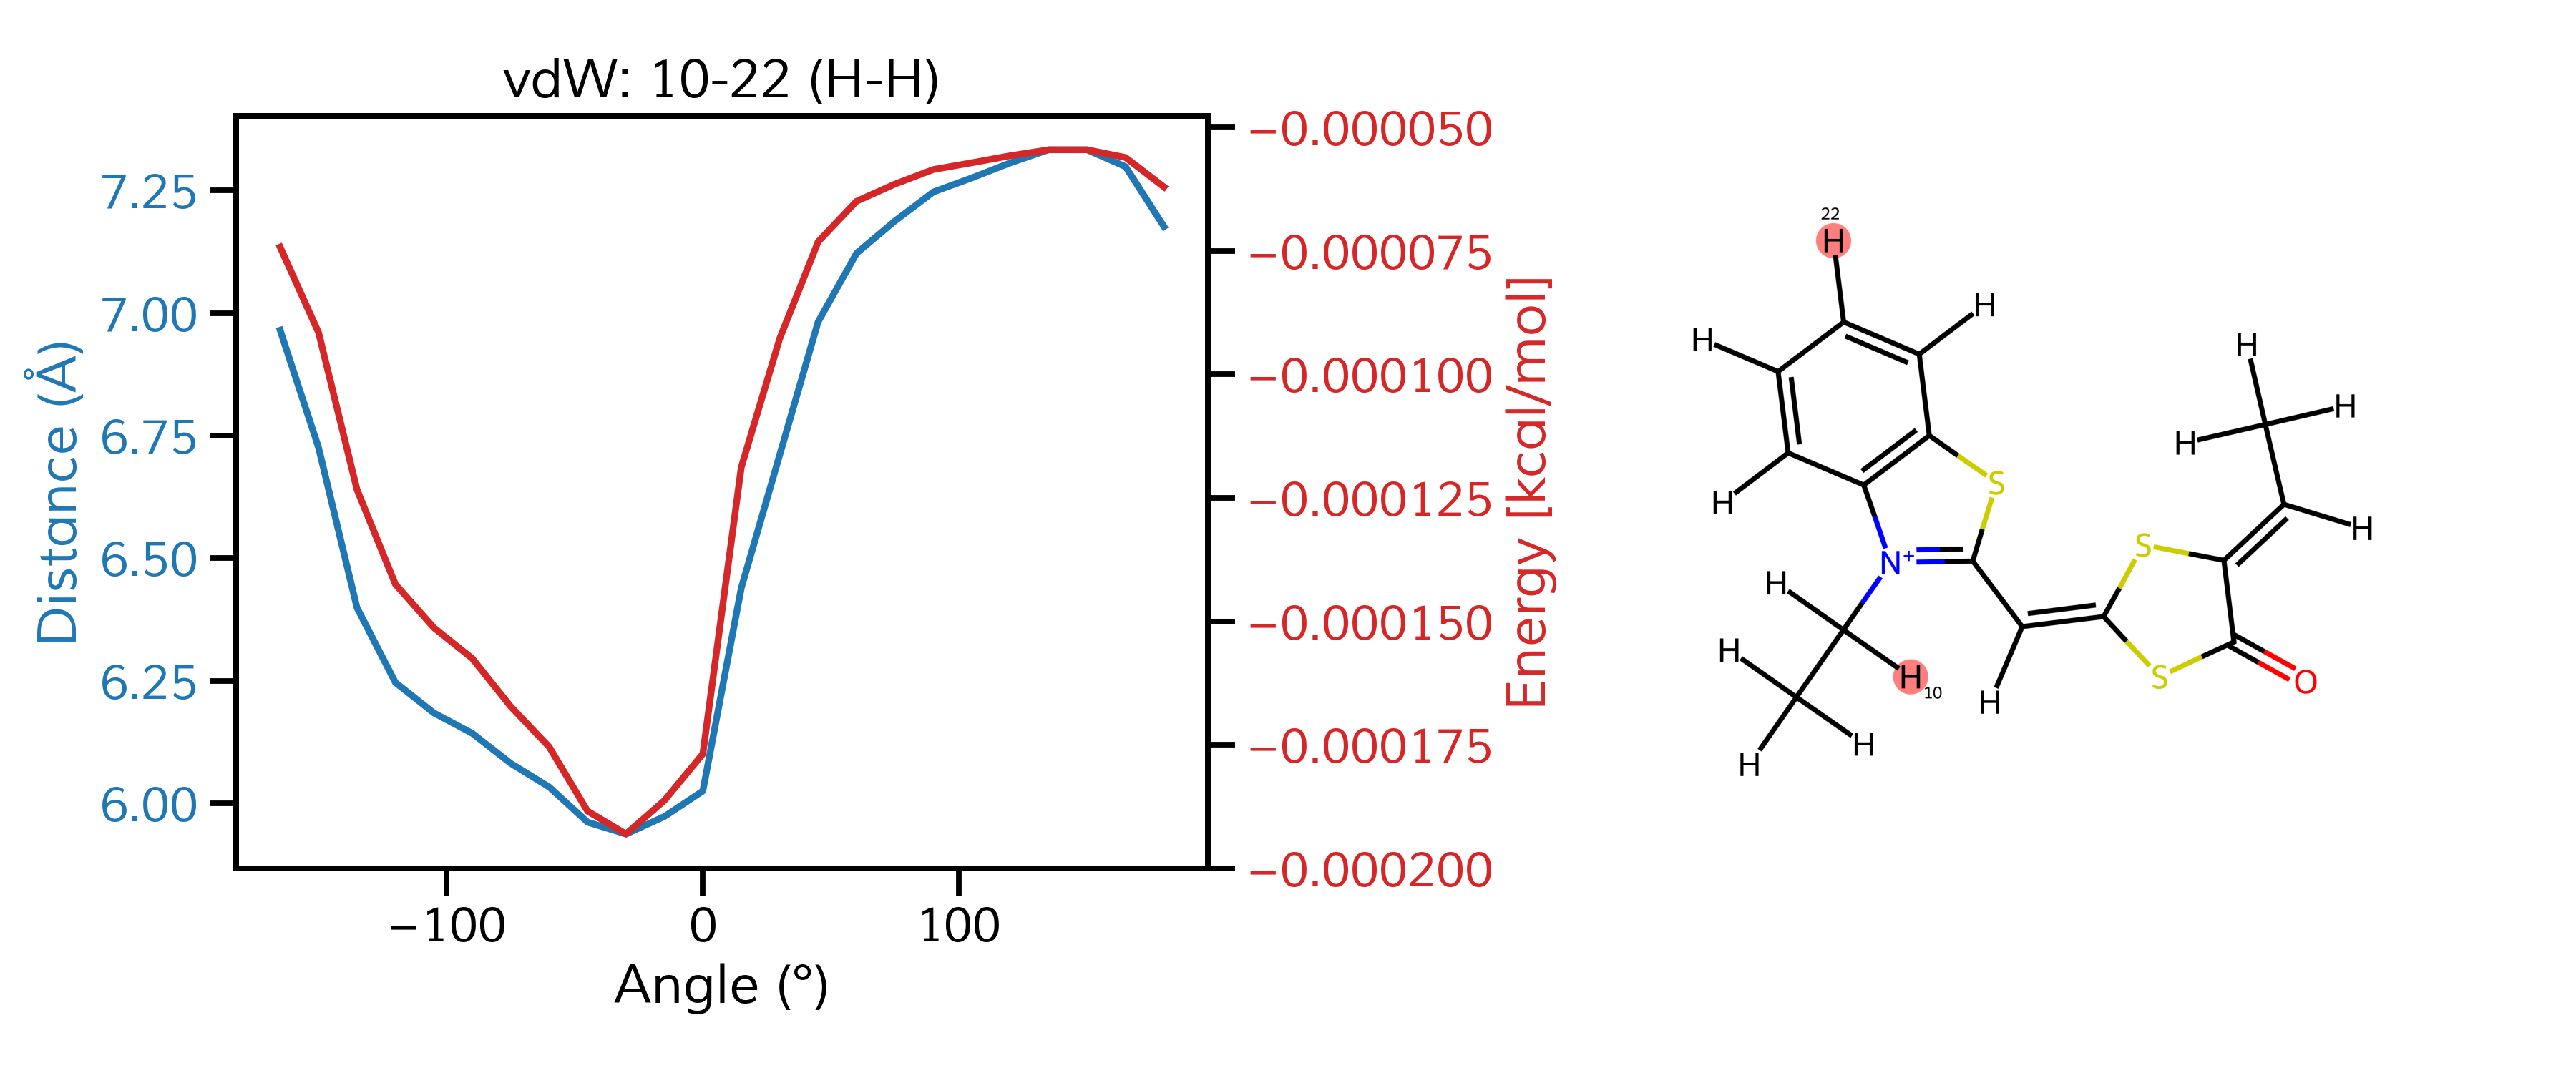 vdW: 10-22 (H-H)
Distance (Å)
7.25
7.00
6.75
6.50
6.25
6.00
−100
0
100
Angle (°)
−0.000050
−0.000075
−0.000100
−0.000125
−0.000150
−0.000175
−0.000200
Energy [kcal/mol]
22
H
H
H
H
H
H
H
S
H
H
S
N+
H
H
H
10
S
O
H
H
H